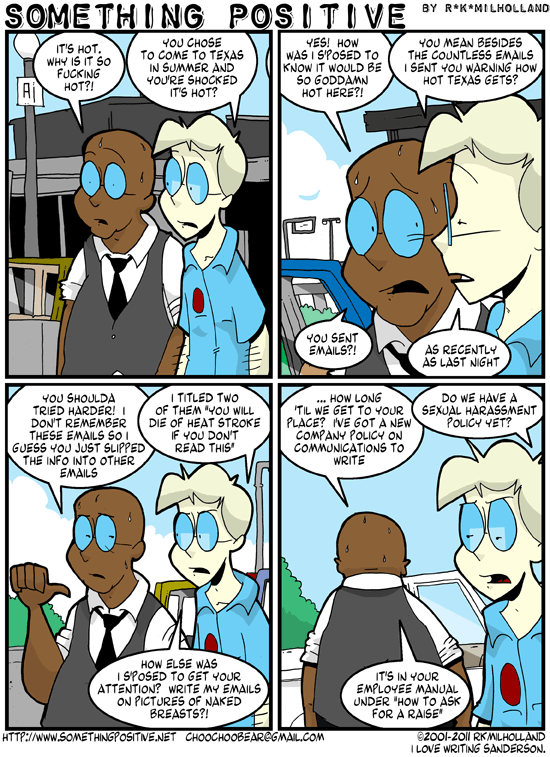 SOMETHING POSITIVE BY R*K*MILHOLLAND
IT'S HOT.
WHY IS IT SO
FUCKING
HOT?!
YOU CHOSE
TO COME TO TEXAS
IN SUMMER AND
YOU'RE SHOCKED
IT'S HOT?
YES! HOW
WAS I S'POSED TO
KNOW IT WOULD BE
SO GODDAMN
HOT HERE?!
YOU MEAN BESIDES
THE COUNTLESS EMAILS
I SENT YOU WARNING HOW
HOT TEXAS GETS?
YOU SENT
EMAILS?!
AS RECENTLY
AS LAST NIGHT
YOU SHOULDA
TRIED HARDER! I
DON'T REMEMBER
THESE EMAILS SO I
GUESS YOU JUST SLIPPED
THE INFO INTO OTHER
EMAILS
I TITLED TWO
OF THEM "YOU WILL
DIE OF HEAT STROKE
IF YOU DON'T
READ THIS"
HOW ELSE WAS
I S'POSED TO GET YOUR
ATTENTION? WRITE MY EMAILS
ON PICTURES OF NAKED
BREASTS?!
... HOW LONG
'TIL WE GET TO YOUR
PLACE? I'VE GOT A NEW
COMPANY POLICY ON
COMMUNICATIONS TO
WRITE
DO WE HAVE A
SEXUAL HARASSMENT
POLICY YET?
IT'S IN YOUR
EMPLOYEE MANUAL
UNDER "HOW TO ASK
FOR A RAISE"
HTTP://WWW.SOMETHINGPOSITIVE.NET CHOOCHOOBEAR@GMAIL.COM
©2001-2011 RKMILHOLLAND
I LOVE WRITING SANDERSON.